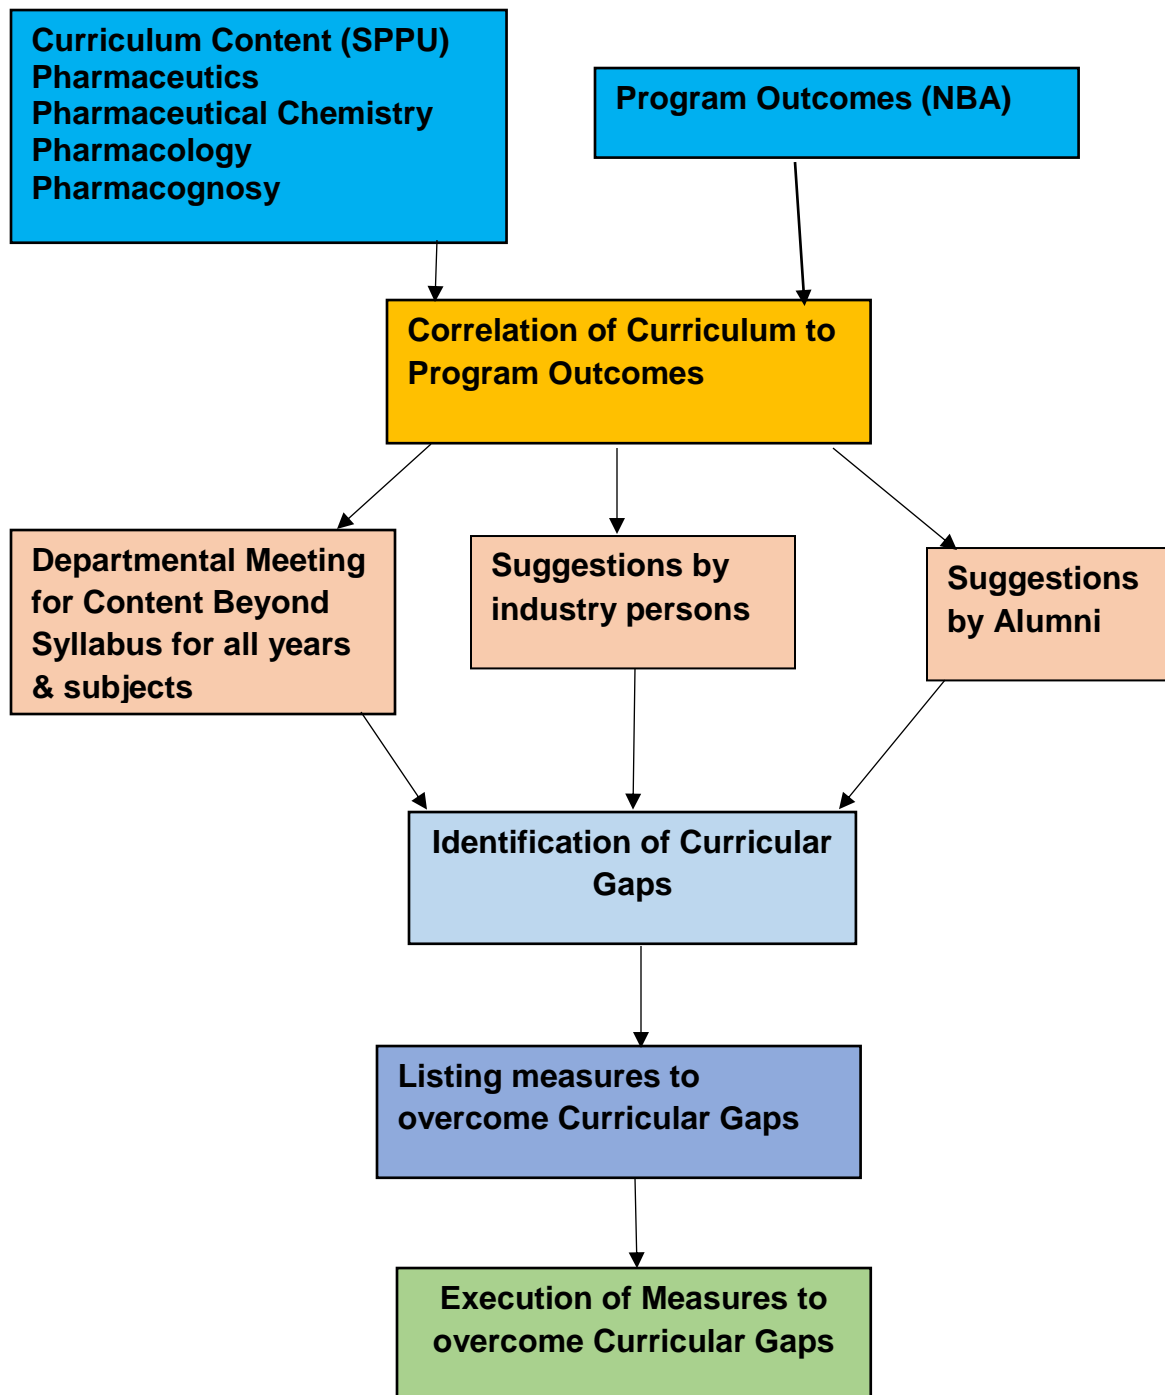 Curriculum Content (SPPU)
Pharmaceutics
Pharmaceutical Chemistry
Pharmacology
Pharmacognosy
Program Outcomes (NBA)
Correlation of Curriculum to
Program Outcomes
Departmental Meeting
for Content Beyond
Syllabus for all years
& subjects
Suggestions by
industry persons
Suggestions
by Alumni
Identification of Curricular
Gaps
Listing measures to
overcome Curricular Gaps
Execution of Measures to
overcome Curricular Gaps